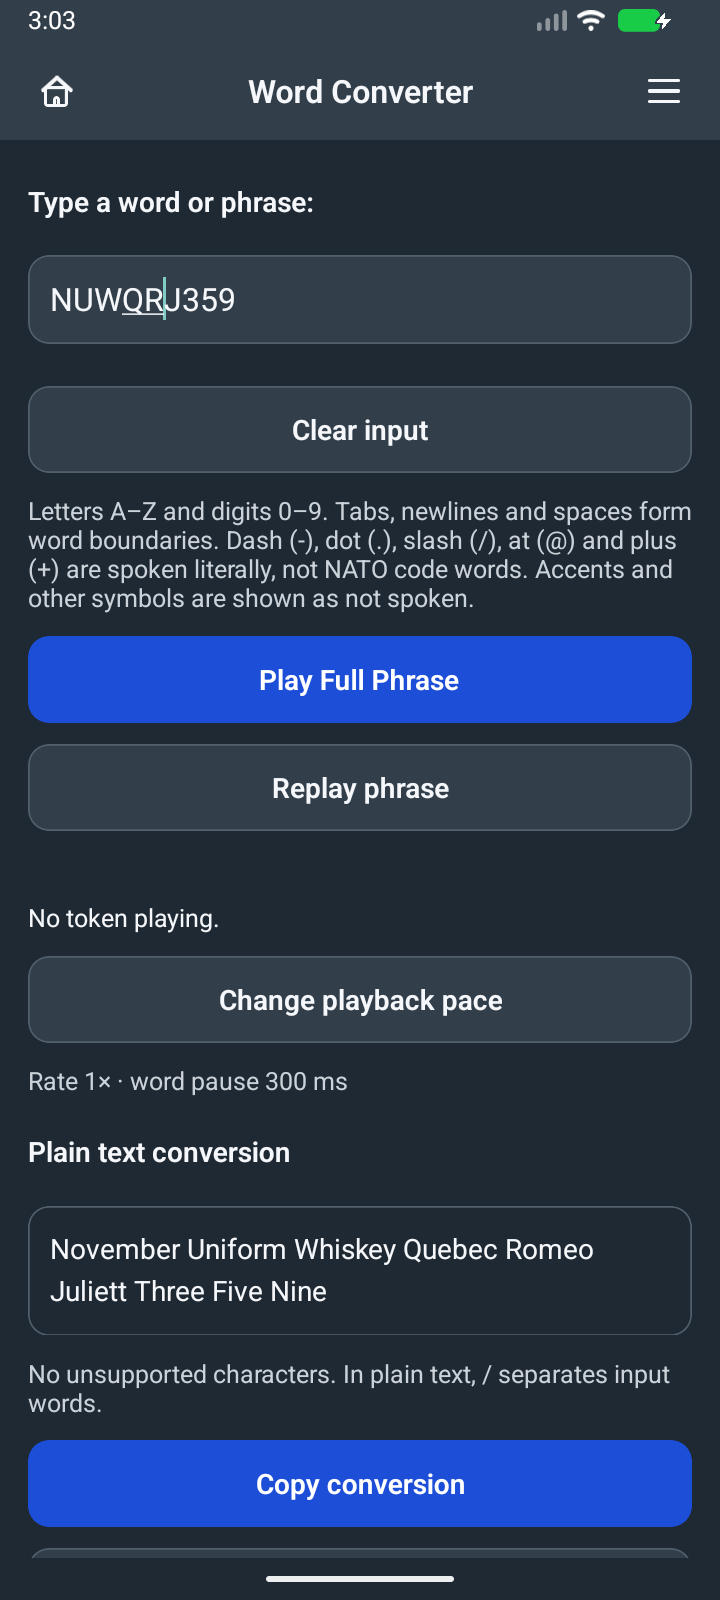 3:03
Word Converter
Type a word or phrase:
NUWQRJ359
Clear input
Letters A–Z and digits 0–9. Tabs, newlines and spaces form
word boundaries. Dash (-), dot (.), slash (/), at (@) and plus
(+) are spoken literally, not NATO code words. Accents and
other symbols are shown as not spoken.
Play Full Phrase
Replay phrase
No token playing.
Change playback pace
Rate 1× · word pause 300 ms
Plain text conversion
November Uniform Whiskey Quebec Romeo
Juliett Three Five Nine
No unsupported characters. In plain text, / separates input
words.
Copy conversion